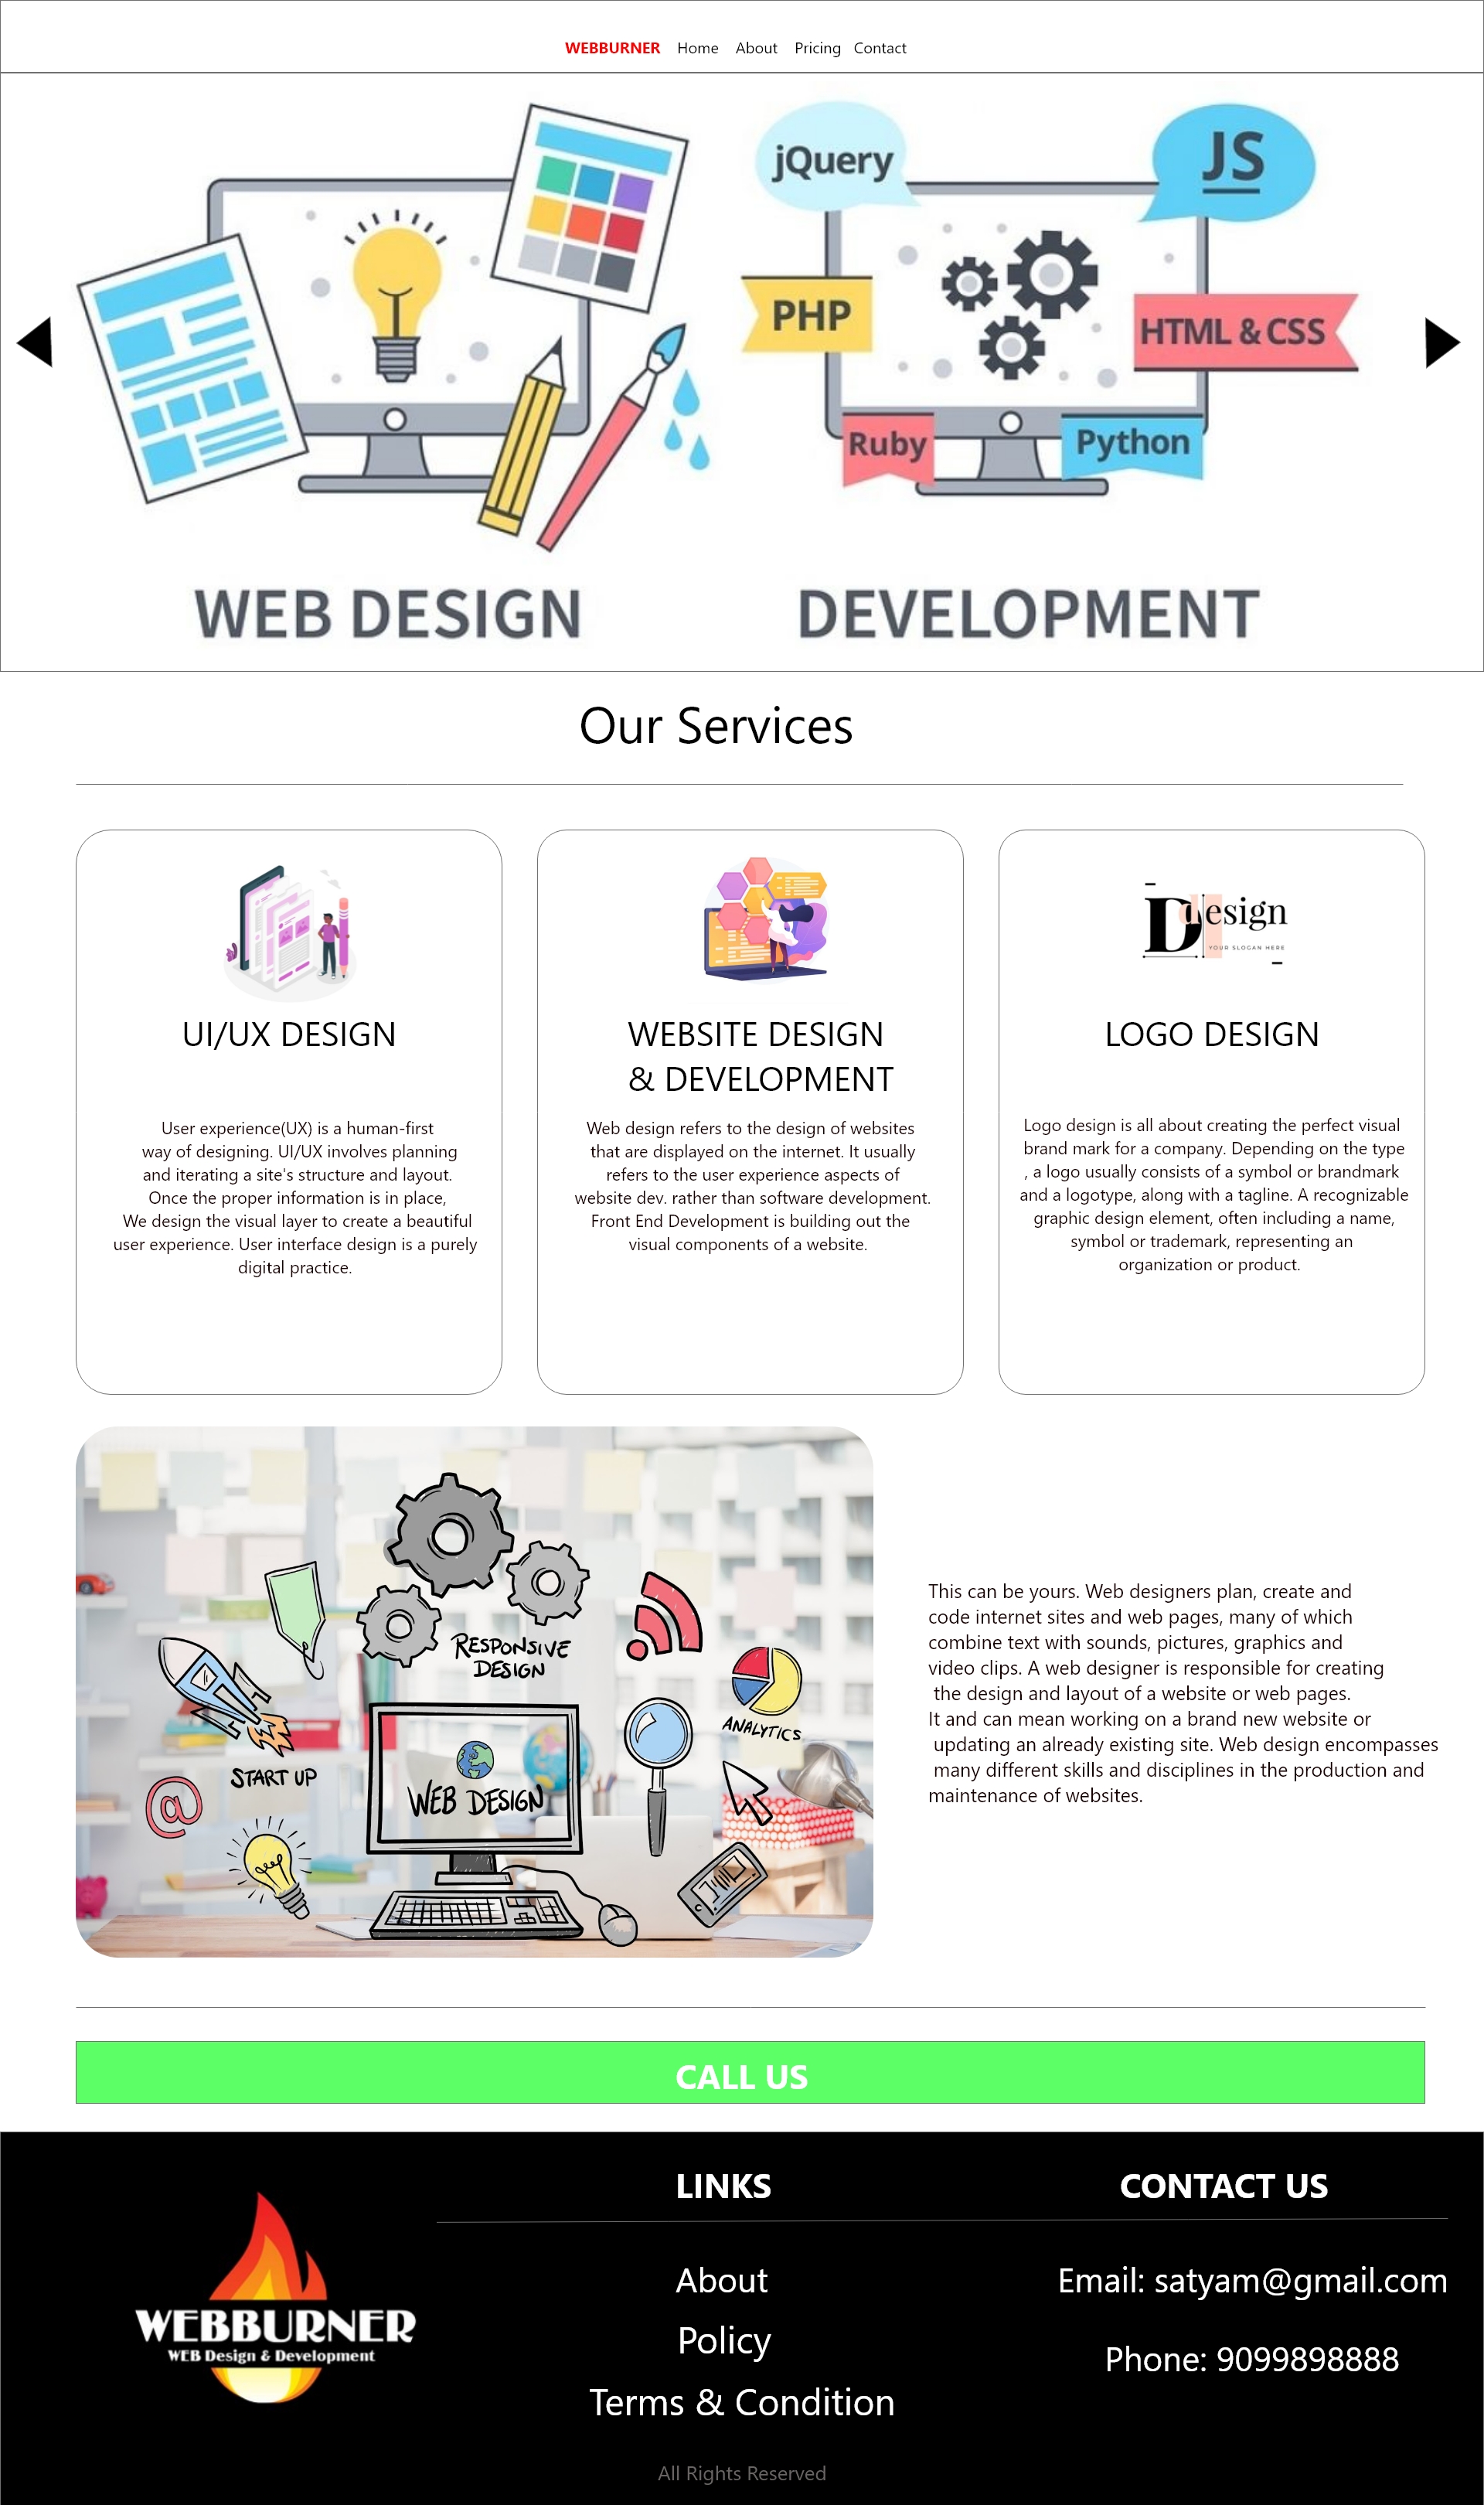 WEBBURNER Home About Pricing Contact
jQuery
JS
PHP
HTML & CSS
Ruby
Python
WEB DESIGN
DEVELOPMENT
Our Services
Ddesign
YOUR SLOGAN HERE
UI/UX DESIGN
User experience(UX) is a human-first
way of designing. UI/UX involves planning
and iterating a site's structure and layout.
Once the proper information is in place,
We design the visual layer to create a beautiful
user experience. User interface design is a purely
digital practice.
WEBSITE DESIGN
& DEVELOPMENT
Web design refers to the design of websites
that are displayed on the internet. It usually
refers to the user experience aspects of
website dev. rather than software development.
Front End Development is building out the
visual components of a website.
LOGO DESIGN
Logo design is all about creating the perfect visual
brand mark for a company. Depending on the type
, a logo usually consists of a symbol or brandmark
and a logotype, along with a tagline. A recognizable
graphic design element, often including a name,
symbol or trademark, representing an
organization or product.
RESPONSIVE
DESIGN
ANALYTICS
START UP
WEB DESIGN
@
This can be yours. Web designers plan, create and
code internet sites and web pages, many of which
combine text with sounds, pictures, graphics and
video clips. A web designer is responsible for creating
the design and layout of a website or web pages.
It and can mean working on a brand new website or
updating an already existing site. Web design encompasses
many different skills and disciplines in the production and
maintenance of websites.
CALL US
WEBBURNER
WEB Design & Development
LINKS
About
Policy
Terms & Condition
CONTACT US
Email: satyam@gmail.com
Phone: 9099898888
All Rights Reserved